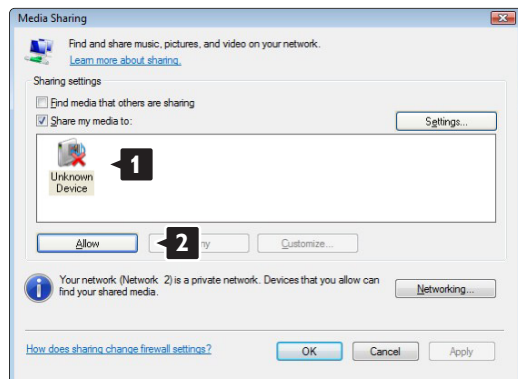 Media Sharing
Find and share music, pictures, and video on your network.
Learn more about sharing.
Sharing settings
Find media that others are sharing
Share my media to:
Settings...
1
Unknown
Device
Allow
2
ny
Customize...
Your network (Network 2) is a private network. Devices that you allow can
find your shared media.
Networking...
How does sharing change firewall settings?
OK
Cancel
Apply